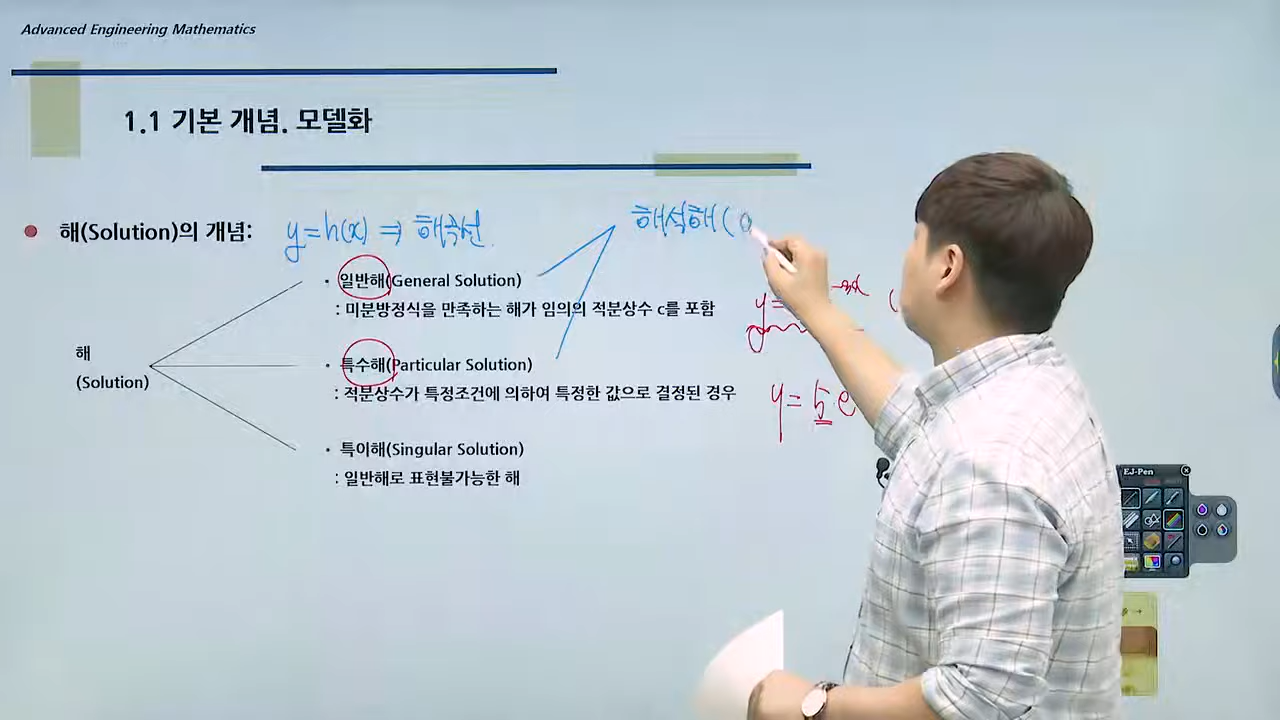 Advanced Engineering Mathematics
1.1 기본 개념. 모델화
해(Solution)의 개념: y=h(x) ⇒ 해곡선
해석해(
· 일반해(General Solution)
: 미분방정식을 만족하는 해가 임의의 적분상수 c를 포함
y=
해
(Solution)
· 특수해(Particular Solution)
: 적분상수가 특정조건에 의하여 특정한 값으로 결정된 경우
y= 5e
· 특이해(Singular Solution)
: 일반해로 표현불가능한 해
EJ-Pen